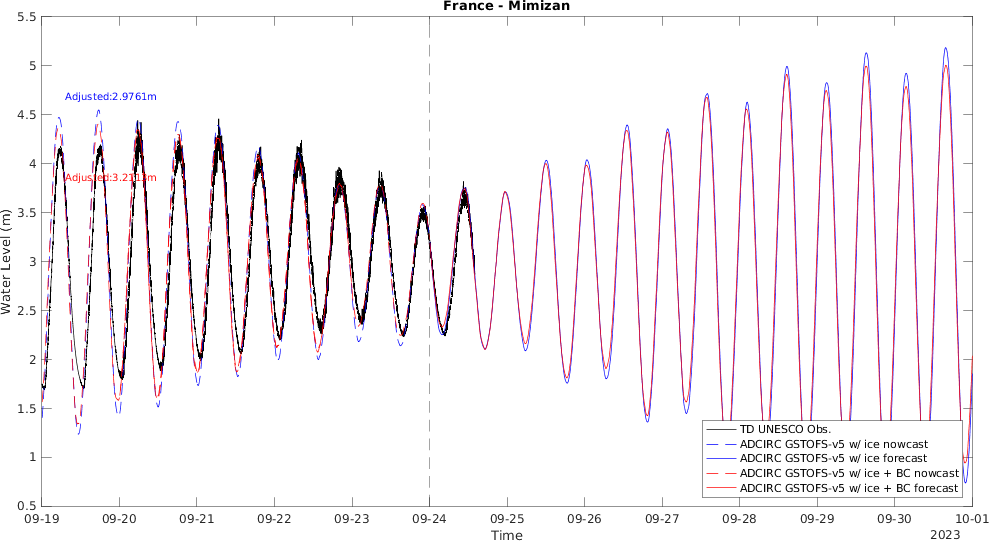 France - Mimizan
5.5
5
4.5
4
3.5
3
2.5
2
1.5
1
0.5
Water Level (m)
Adjusted:2.9761m
TD UNESCO Obs.
ADCIRC GSTOFS-v5 w/ ice nowcast
ADCIRC GSTOFS-v5 w/ ice forecast
ADCIRC GSTOFS-v5 w/ ice + BC nowcast
ADCIRC GSTOFS-v5 w/ ice + BC forecast
09-19 09-20 09-21 09-22 09-23 09-24 09-25 09-26 09-27 09-28 09-29 09-30 10-01
Time
2023